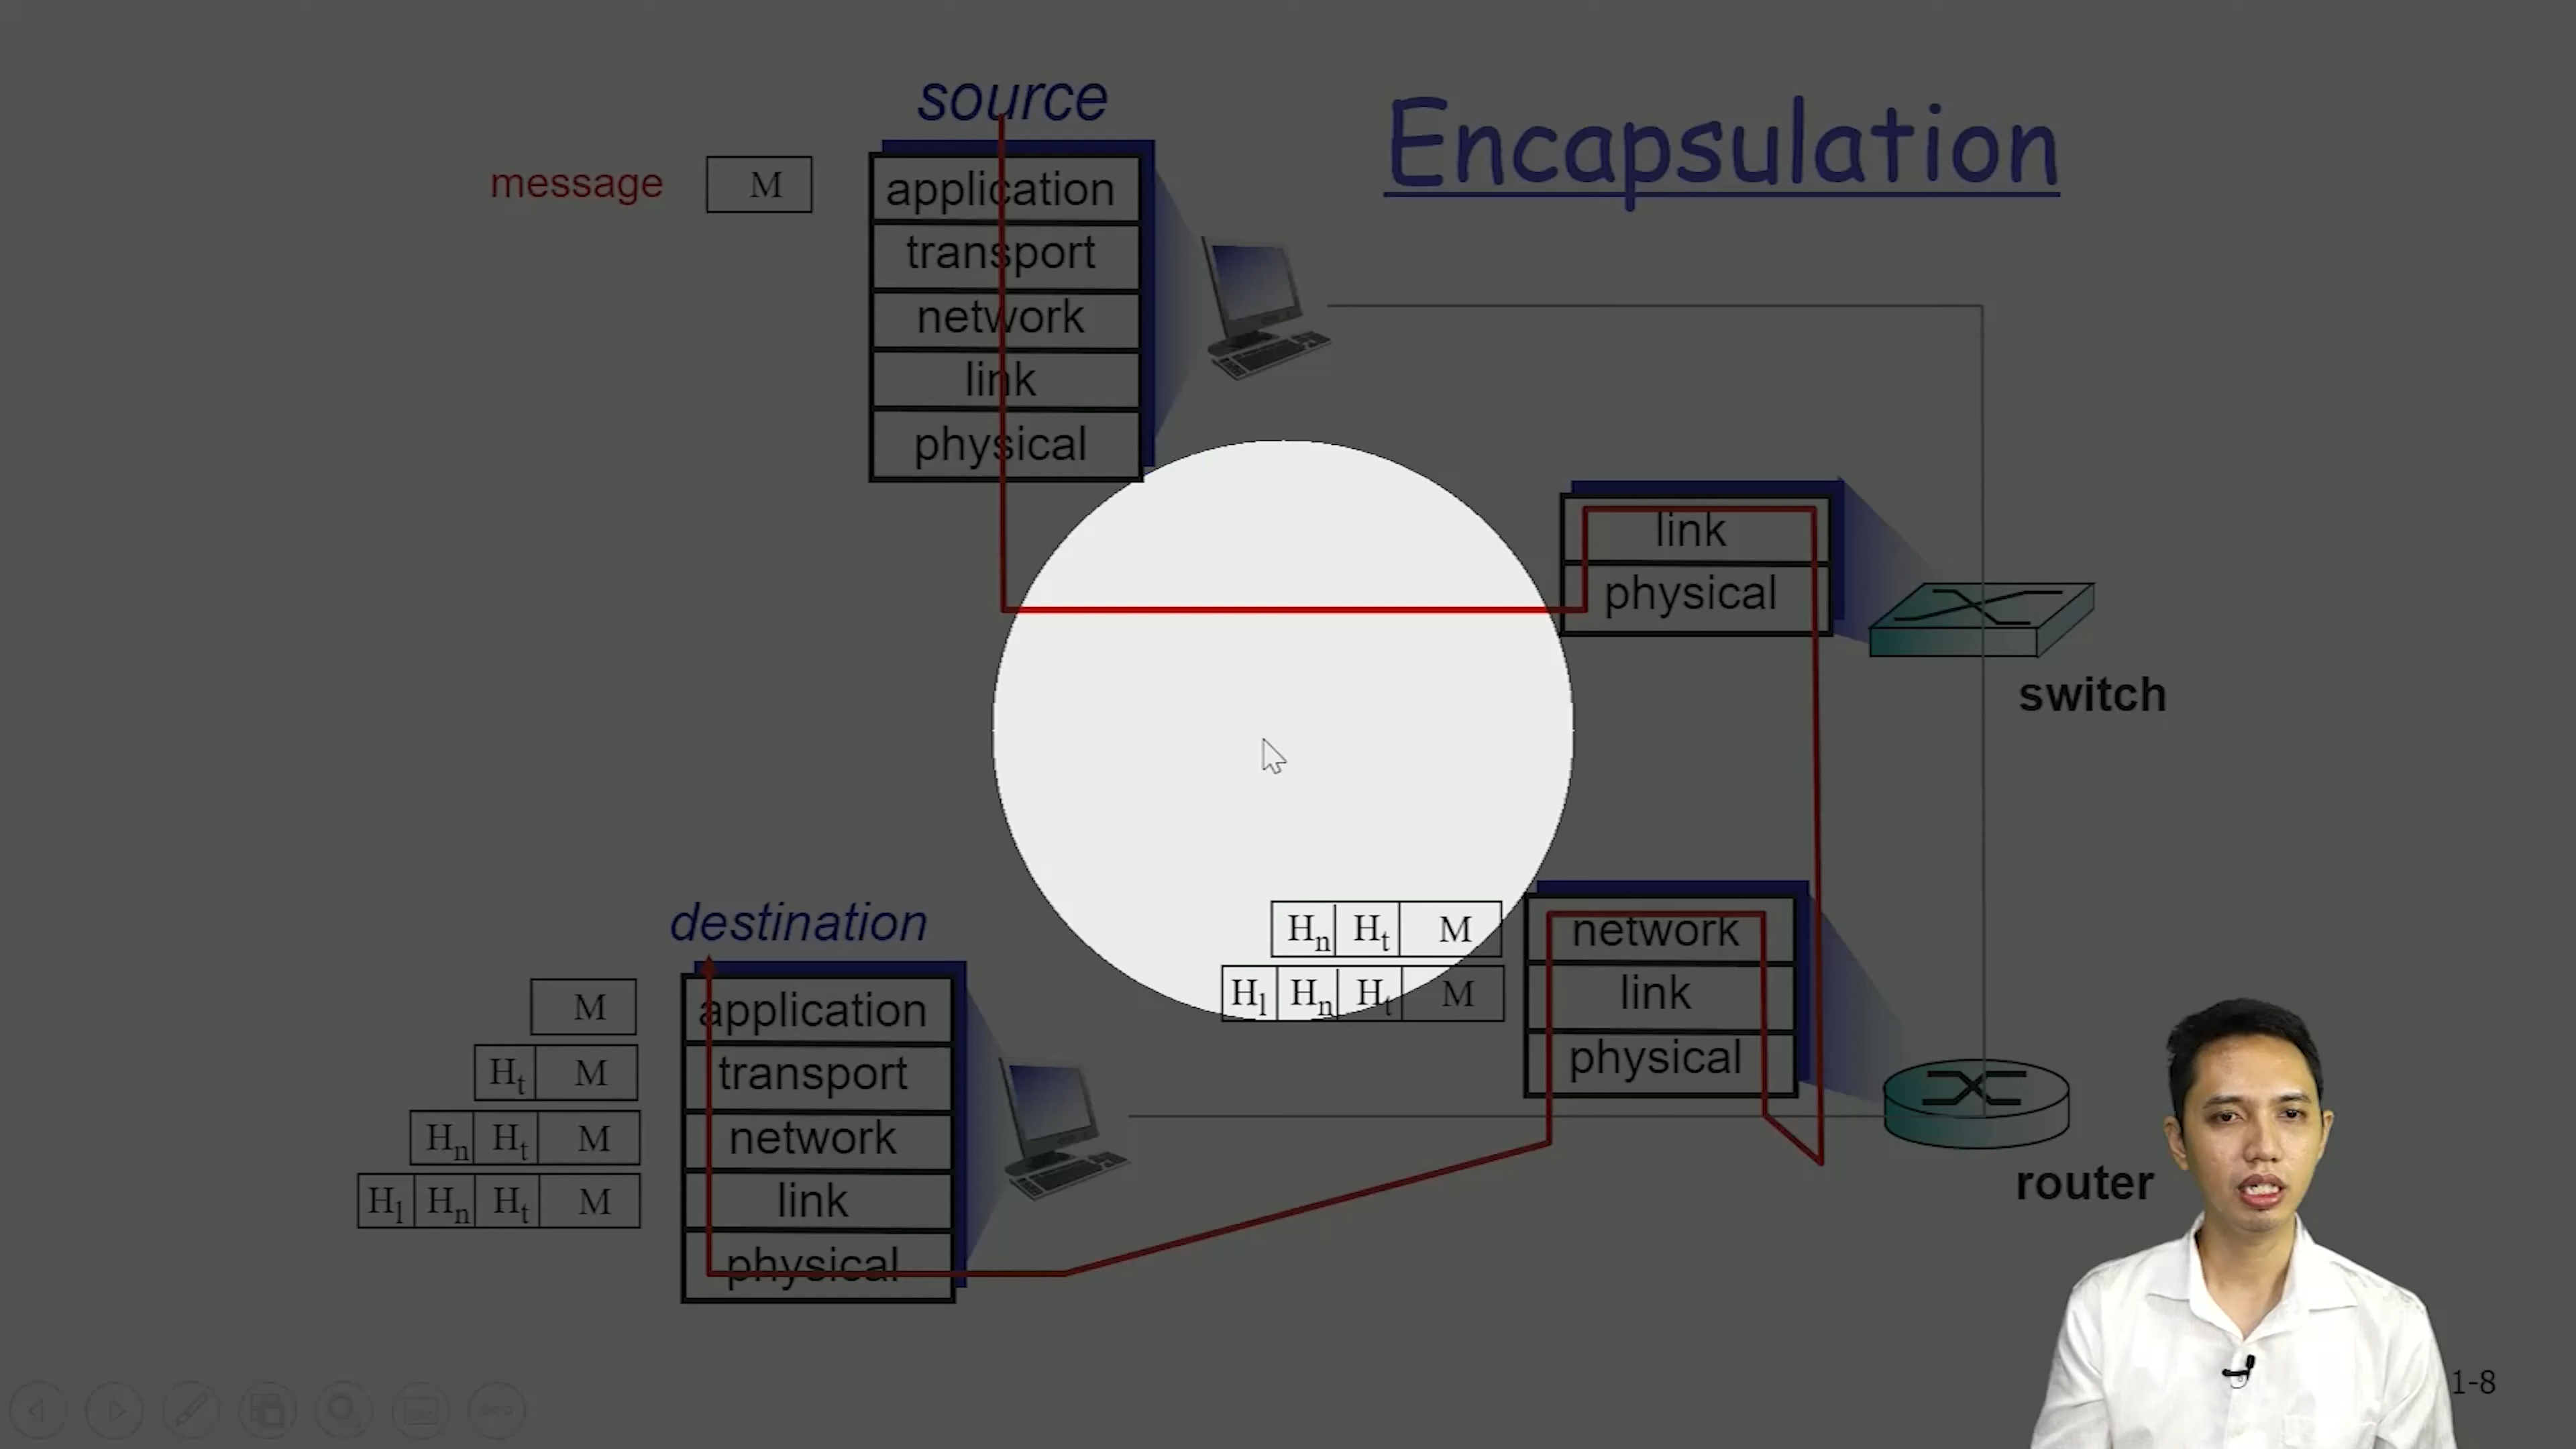 source
Encapsulation
message
M
application
transport
network
link
physical
link
physical
switch
destination
Hn Ht M
network
Hl Hn Ht M
link
physical
router
M
application
Ht M
transport
Hn Ht M
network
Hl Hn Ht M
link
physical
1-8